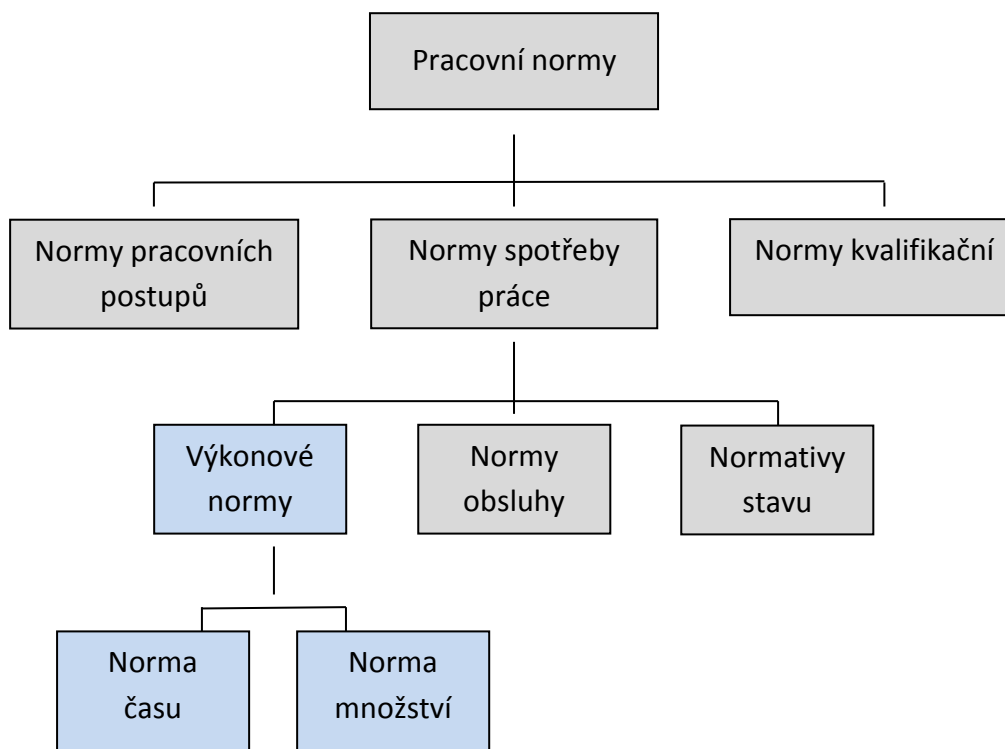 Pracovní normy
Normy pracovních
postupů
Normy spotřeby
práce
Normy kvalifikační
Výkonové
normy
Normy
obsluhy
Normativy
stavu
Norma
času
Norma
množství